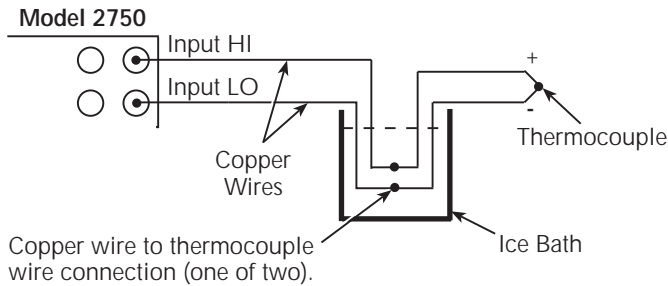 Model 2750
Input HI
Input LO
+
-
Thermocouple
Copper
Wires
Copper wire to thermocouple
wire connection (one of two).
Ice Bath